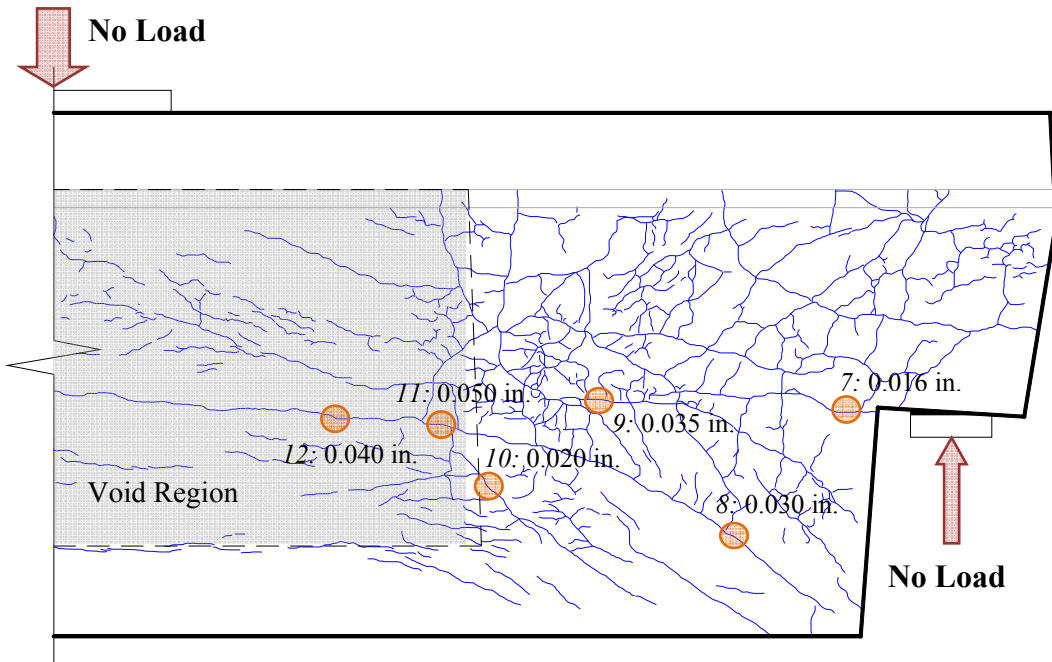 No Load
7: 0.016 in.
11: 0.050 in.
9: 0.035 in.
12: 0.040 in.
10: 0.020 in.
Void Region
8: 0.030 in.
No Load